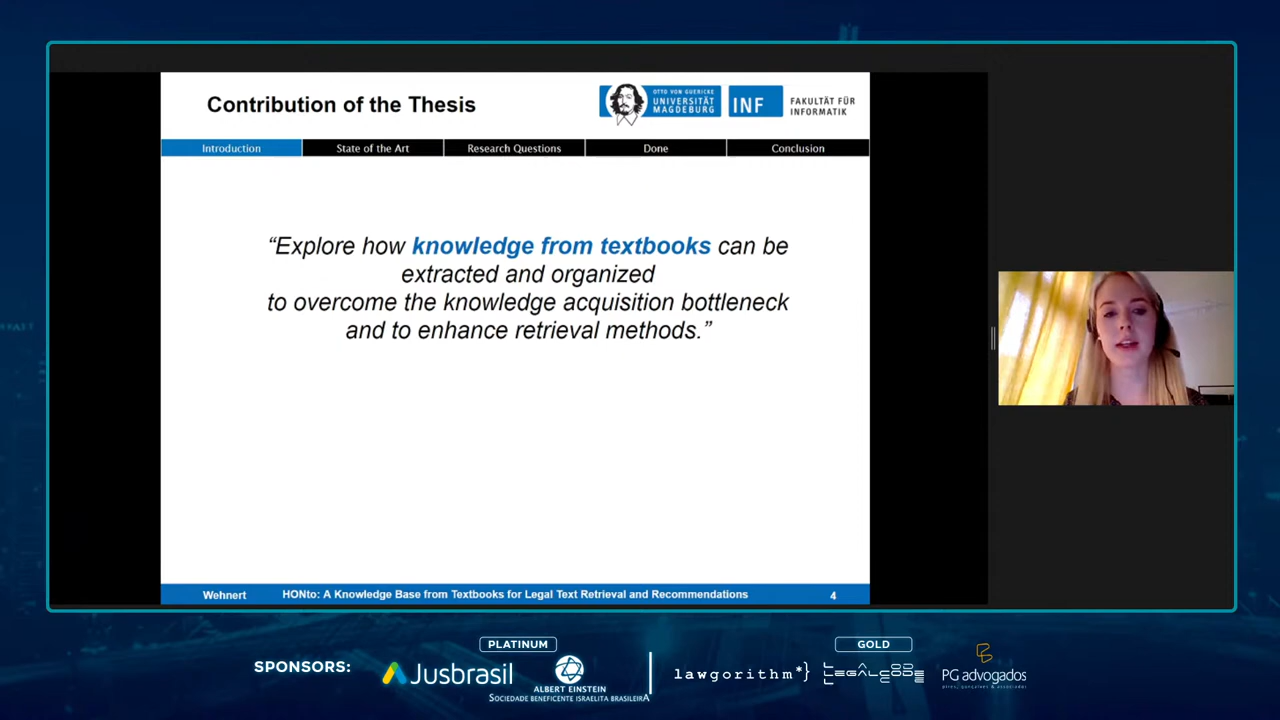 Contribution of the Thesis
OTTO VON GUERICKE
UNIVERSITÄT
MAGDEBURG
INF
FAKULTÄT FÜR
INFORMATIK
Introduction
State of the Art
Research Questions
Done
Conclusion
“Explore how knowledge from textbooks can be
extracted and organized
to overcome the knowledge acquisition bottleneck
and to enhance retrieval methods.”
Wehnert
HONto: A Knowledge Base from Textbooks for Legal Text Retrieval and Recommendations
4
SPONSORS:
PLATINUM
Jusbrasil
ALBERT EINSTEIN
SOCIEDADE BENEFICENTE ISRAELITA BRASILEIRA
GOLD
lawgorithm*}
LEGALCODE
PG advogados